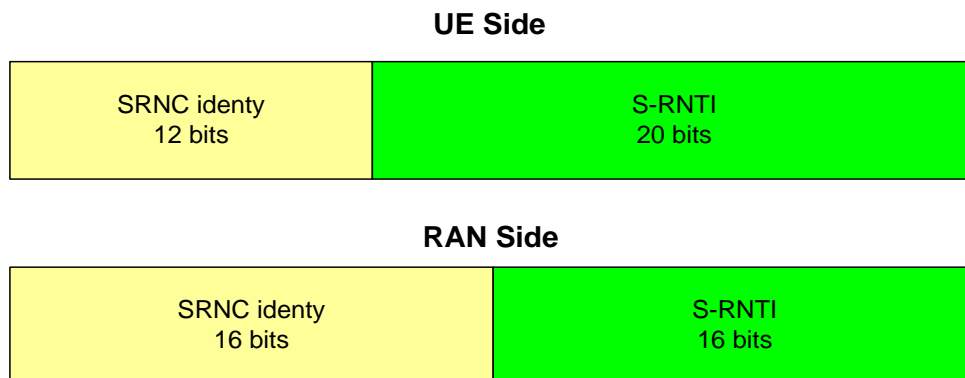 UE Side
SRNC identy
12 bits
S-RNTI
20 bits
RAN Side
SRNC identy
16 bits
S-RNTI
16 bits